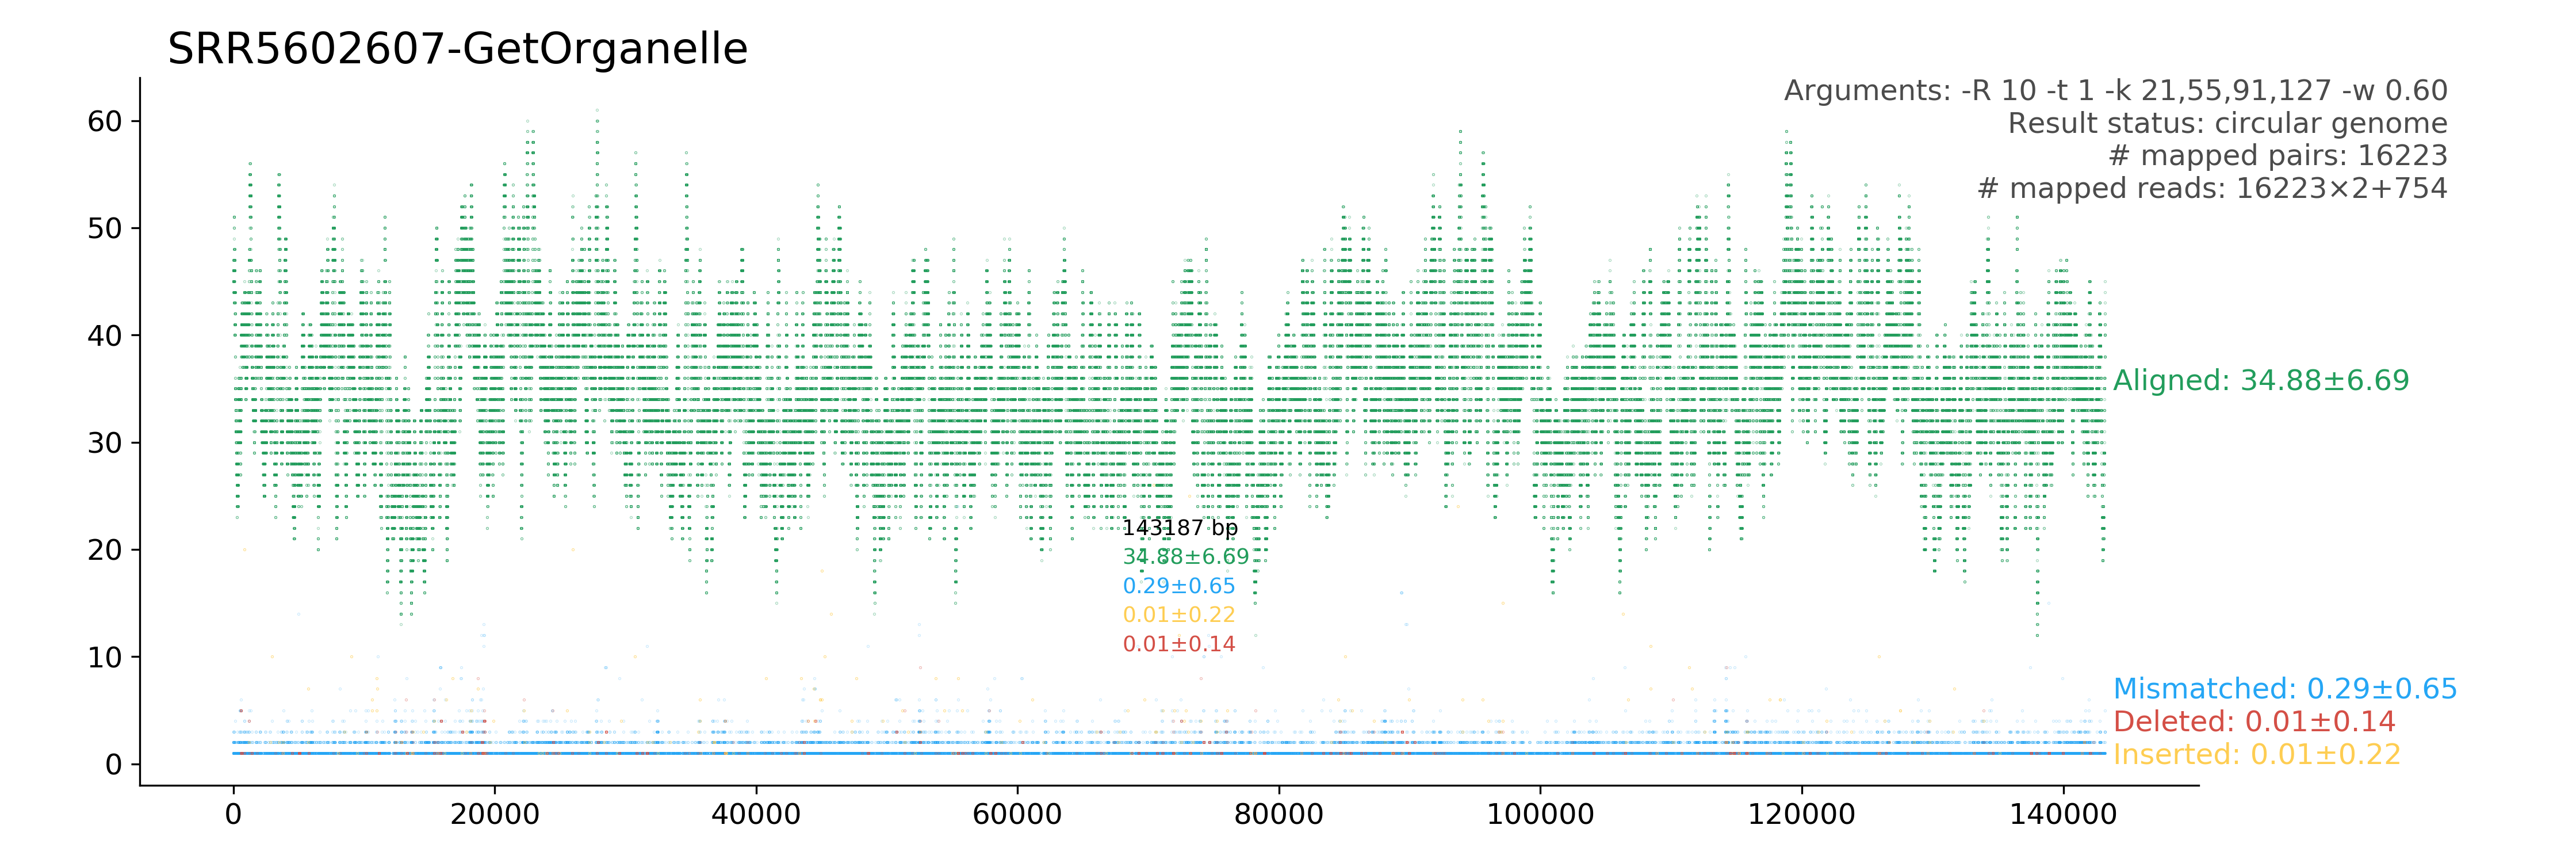 SRR5602607-GetOrganelle
Arguments: -R 10 -t 1 -k 21,55,91,127 -w 0.60
Result status: circular genome
# mapped pairs: 16223
# mapped reads: 16223×2+754
60
50
40
30
20
10
0
143187 bp
34.88±6.69
0.29±0.65
0.01±0.22
0.01±0.14
Aligned: 34.88±6.69
Mismatched: 0.29±0.65
Deleted: 0.01±0.14
Inserted: 0.01±0.22
0 20000 40000 60000 80000 100000 120000 140000